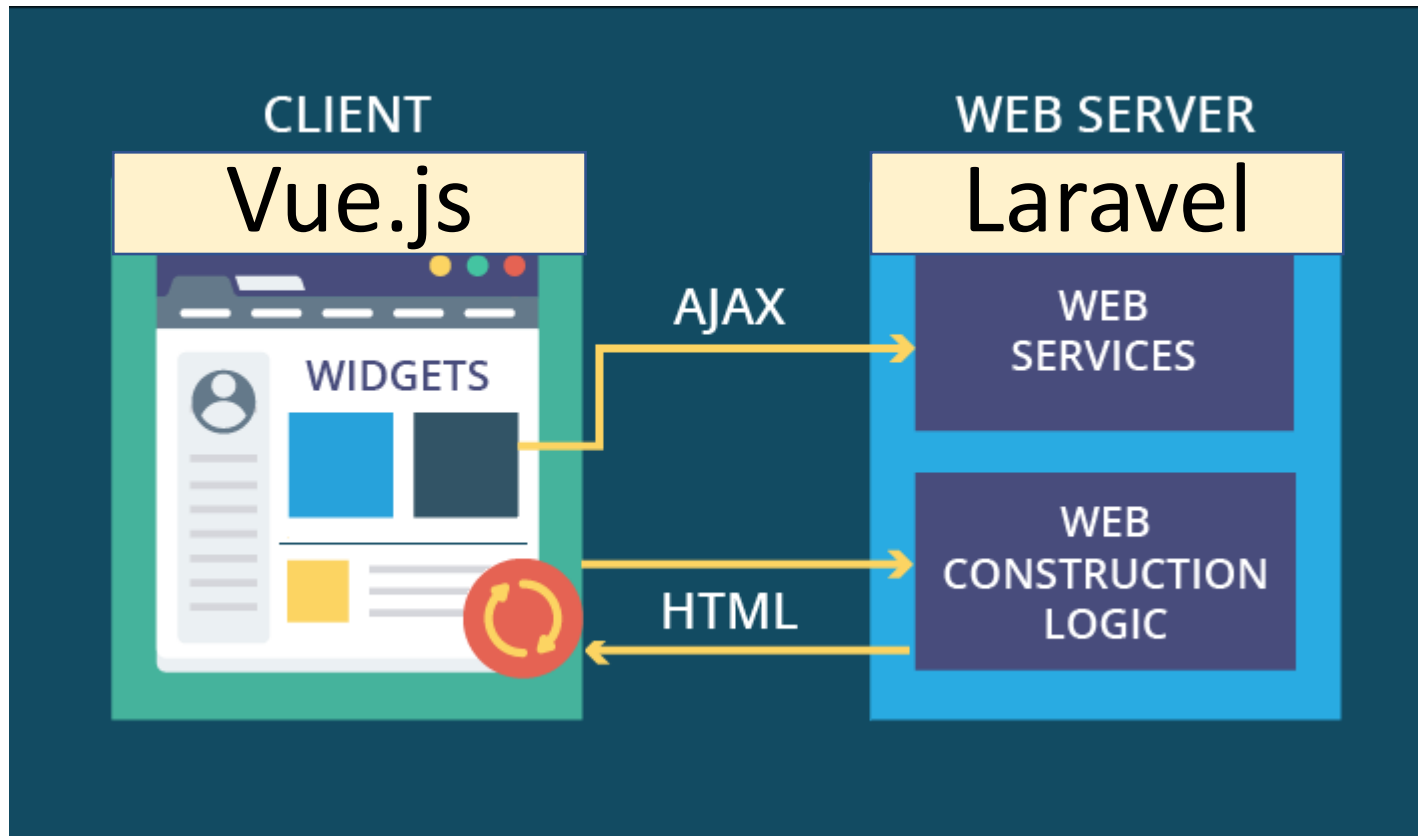 CLIENT
Vue.js
WIDGETS
AJAX
HTML
WEB SERVER
Laravel
WEB
SERVICES
WEB
CONSTRUCTION
LOGIC